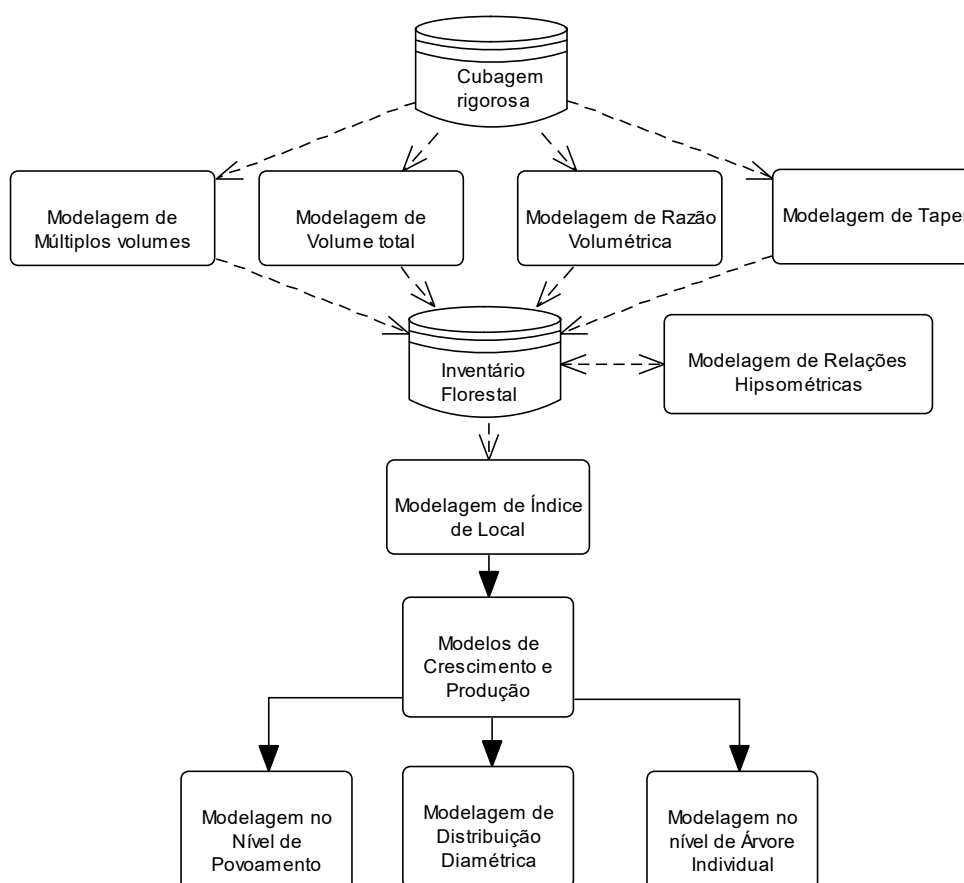 Cubagem
rigorosa
Modelagem de
Múltiplos volumes
Modelagem de
Volume total
Modelagem de Razão
Volumétrica
Modelagem de Taper
Inventário
Florestal
Modelagem de Relações
Hipsométricas
Modelagem de Índice
de Local
Modelos de
Crescimento e
Produção
Modelagem no
Nível de
Povoamento
Modelagem de
Distribuição
Diamétrica
Modelagem no
nível de Árvore
Individual